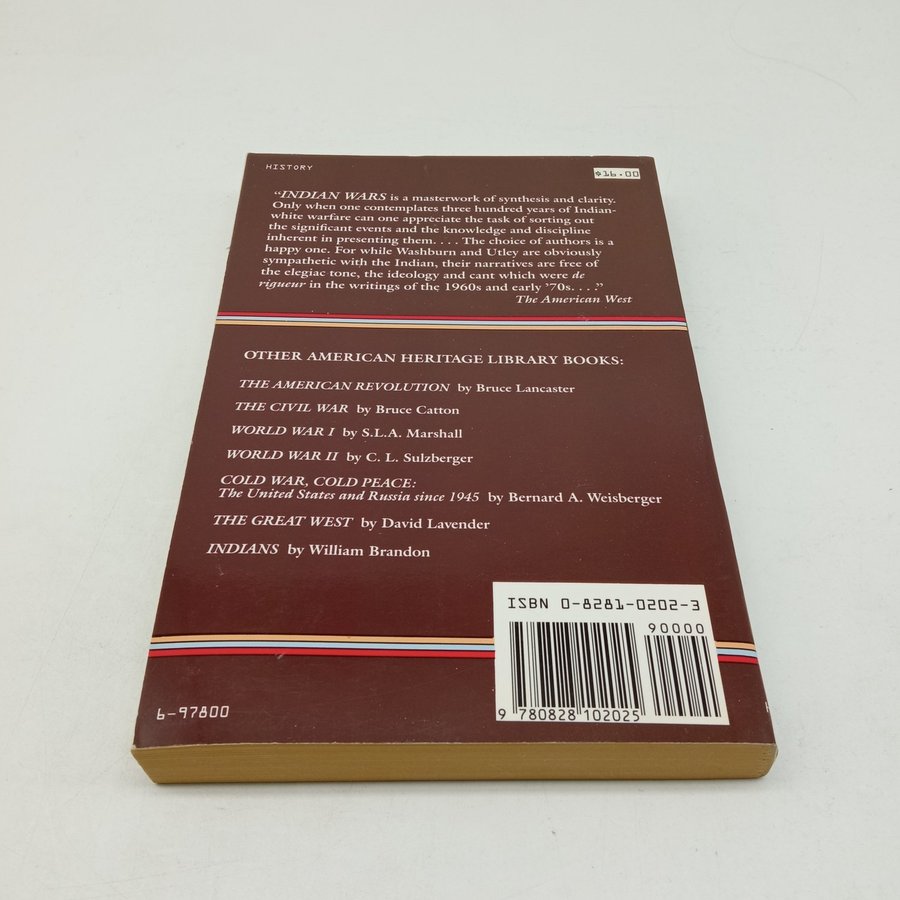 HISTORY
$16.00
“INDIAN WARS is a masterwork of synthesis and clarity.
Only when one contemplates three hundred years of Indian-
white warfare can one appreciate the task of sorting out
the significant events and the knowledge and discipline
inherent in presenting them. . . . The choice of authors is a
happy one. For while Washburn and Utley are obviously
sympathetic with the Indian, their narratives are free of
the elegiac tone, the ideology and cant which were de
rigueur in the writings of the 1960s and early ’70s. . . .”
The American West
OTHER AMERICAN HERITAGE LIBRARY BOOKS:
THE AMERICAN REVOLUTION by Bruce Lancaster
THE CIVIL WAR by Bruce Catton
WORLD WAR I by S.L.A. Marshall
WORLD WAR II by C. L. Sulzberger
COLD WAR, COLD PEACE:
The United States and Russia since 1945 by Bernard A. Weisberger
THE GREAT WEST by David Lavender
INDIANS by William Brandon
ISBN 0-8281-0202-3
90000
9 780828 102025
6-97800